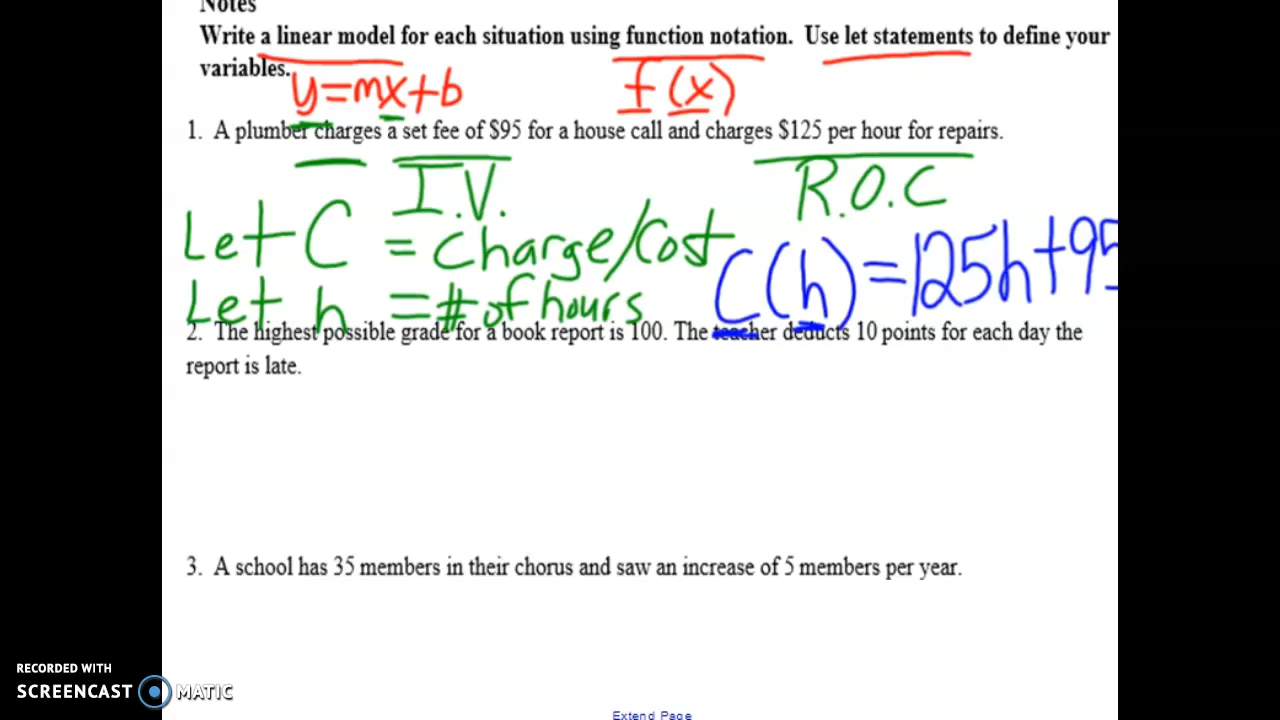 Notes
Write a linear model for each situation using function notation. Use let statements to define your
variables.
y=mx+b f(x)
1. A plumber charges a set fee of $95 for a house call and charges $125 per hour for repairs.
I.V. R.O.C
Let C = Charge/Cost
C(h)=125h+95
Let h = # of hours
2. The highest possible grade for a book report is 100. The teacher deducts 10 points for each day the
report is late.
3. A school has 35 members in their chorus and saw an increase of 5 members per year.
RECORDED WITH
SCREENCAST MATIC
Extend Page